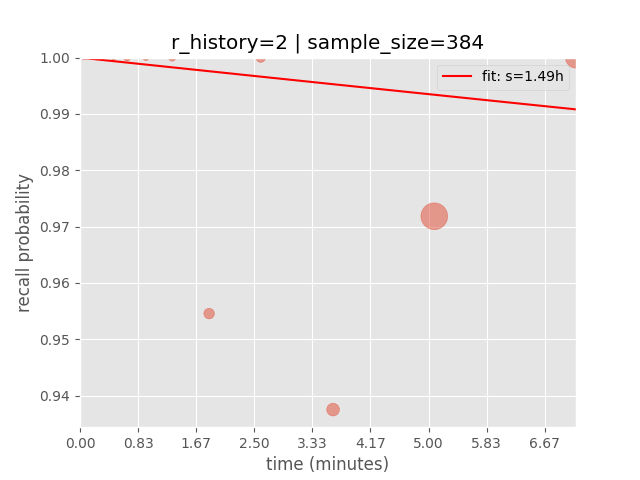 r_history=2 | sample_size=384
fit: s=1.49h
recall probability
1.00
0.99
0.98
0.97
0.96
0.95
0.94
0.00 0.83 1.67 2.50 3.33 4.17 5.00 5.83 6.67
time (minutes)